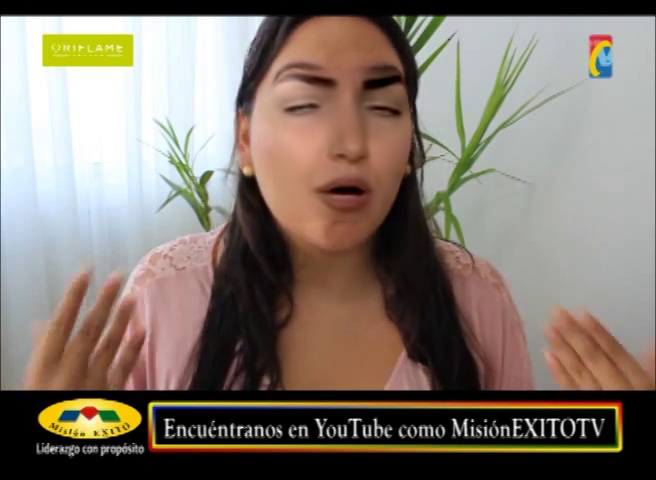 ORIFLAME
Misión EXITO
Liderazgo con propósito
Encuéntranos en YouTube como MisiónEXITOTV